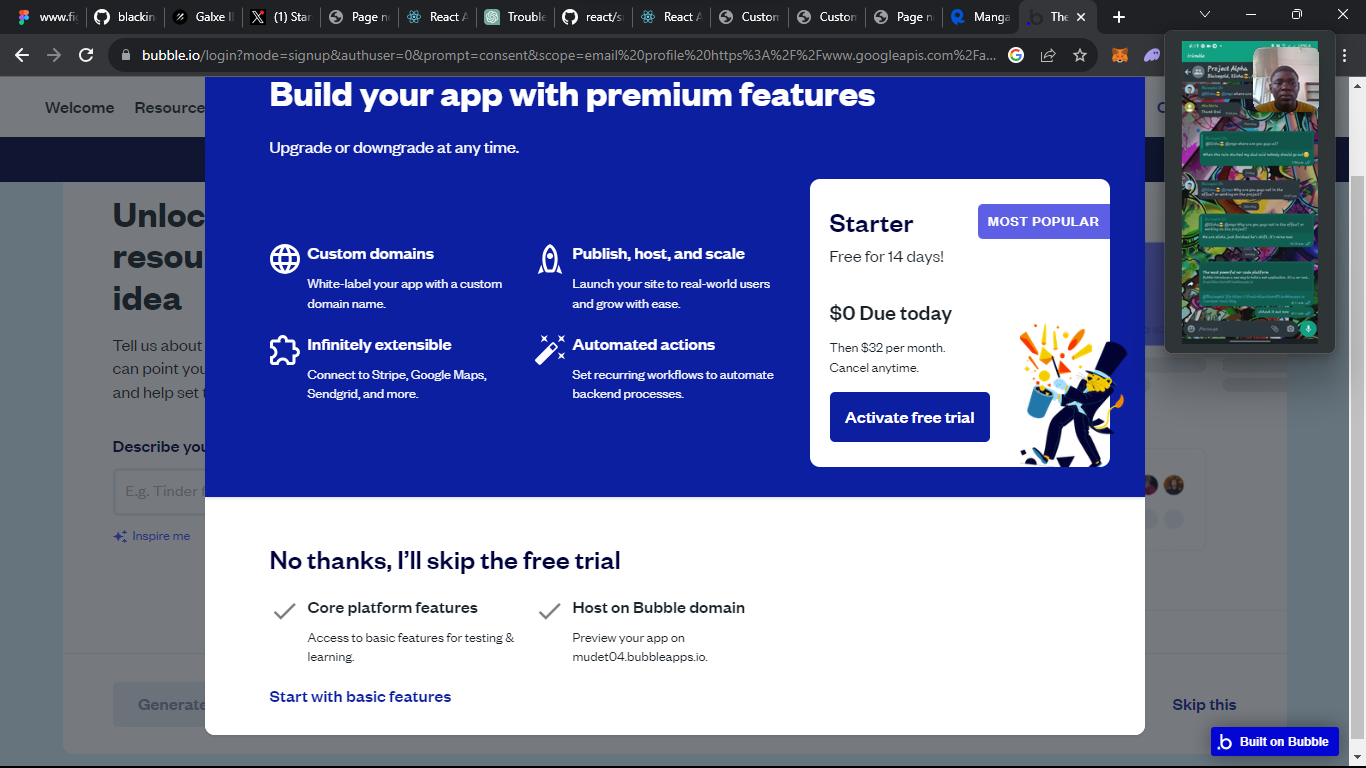 www.fi
blackin
Galxe I
(1) Star
Page n
React A
Trouble
react/s
React A
Custom
Custom
Page n
Manga
The
bubble.io/login?mode=signup&authuser=0&prompt=consent&scope=email%20profile%20https%3A%2F%2Fwww.googleapis.com%2Fa...
Welcome
Resource
Build your app with premium features
Upgrade or downgrade at any time.
Custom domains
White-label your app with a custom
domain name.
Publish, host, and scale
Launch your site to real-world users
and grow with ease.
Infinitely extensible
Connect to Stripe, Google Maps,
Sendgrid, and more.
Automated actions
Set recurring workflows to automate
backend processes.
Starter
MOST POPULAR
Free for 14 days!
$0 Due today
Then $32 per month.
Cancel anytime.
Activate free trial
Unloc
resou
idea
Tell us about
can point you
and help set
Describe you
E.g. Tinder f
Inspire me
No thanks, I'll skip the free trial
Core platform features
Access to basic features for testing &
learning.
Host on Bubble domain
Preview your app on
mudet04.bubbleapps.io.
Start with basic features
Generate
Skip this
Built on Bubble
Project Alpha
The most powerful no-code platform